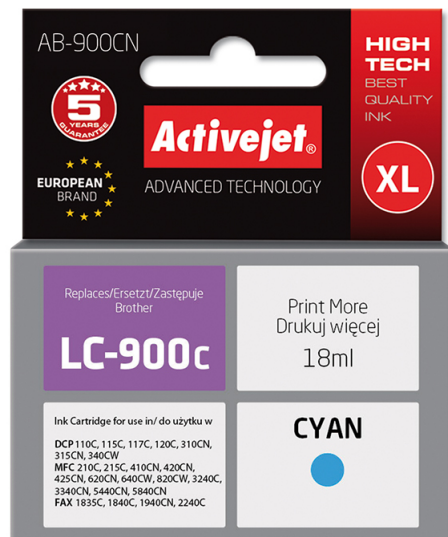 AB-900CN
HIGH
TECH
BEST
QUALITY
INK
5
YEARS
GUARANTEE
Activejet®
EUROPEAN
BRAND
ADVANCED TECHNOLOGY
XL
Replaces/Ersetzt/Zastępuje
Brother
LC-900c
Print More
Drukuj więcej
18ml
Ink Cartridge for use in/ do użytku w
DCP 110C, 115C, 117C, 120C, 310CN,
315CN, 340CW
MFC 210C, 215C, 410CN, 420CN,
425CN, 620CN, 640CW, 820CW, 3240C,
3340CN, 5440CN, 5840CN
FAX 1835C, 1840C, 1940CN, 2240C
CYAN